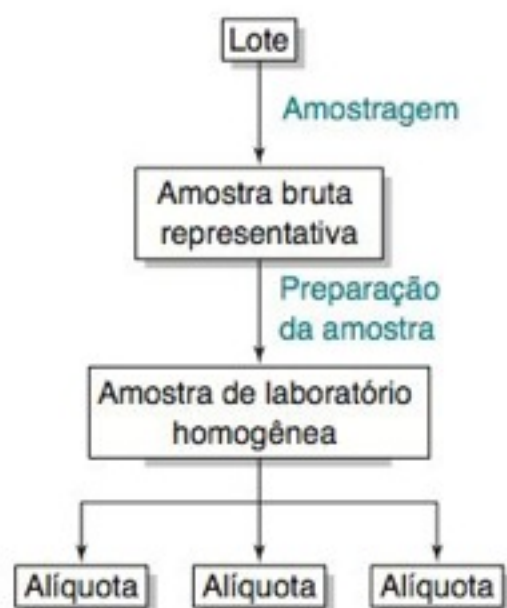 Lote
Amostragem
Amostra bruta
representativa
Preparação
da amostra
Amostra de laboratório
homogênea
Alíquota Alíquota Alíquota